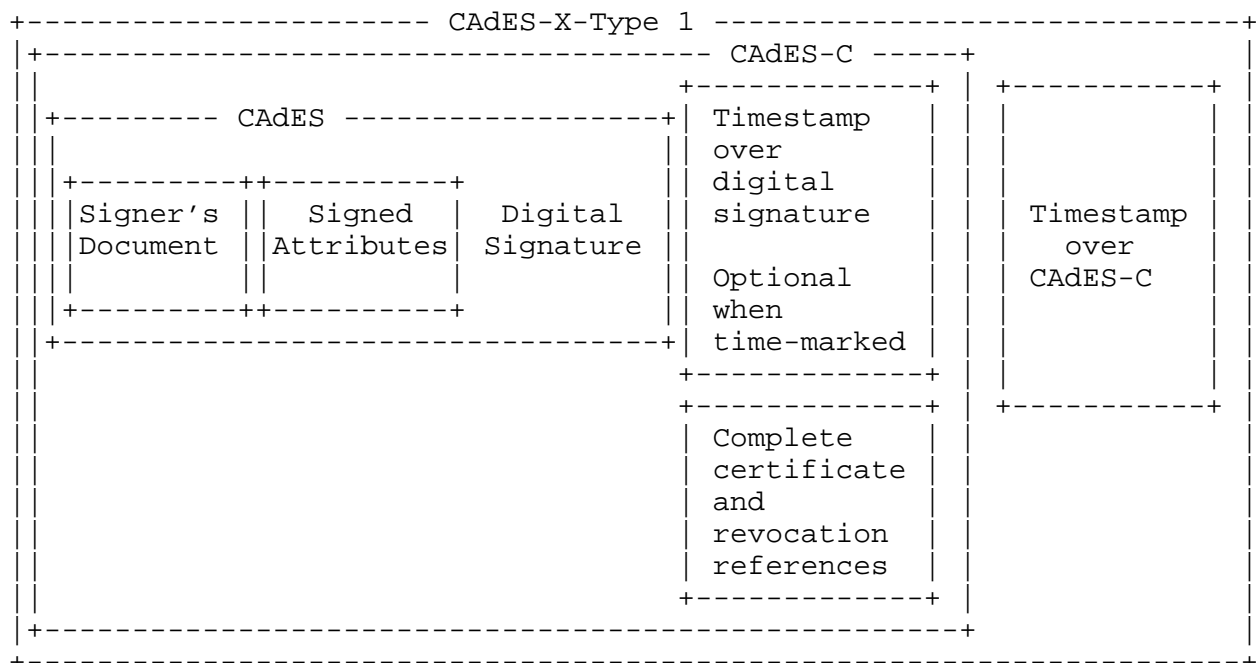 CAdES-X-Type 1
CAdES-C
CAdES
Timestamp
over
digital
signature
Optional
when
time-marked
Signer's
Document
Signed
Attributes
Digital
Signature
Timestamp
over
CAdES-C
Complete
certificate
and
revocation
references